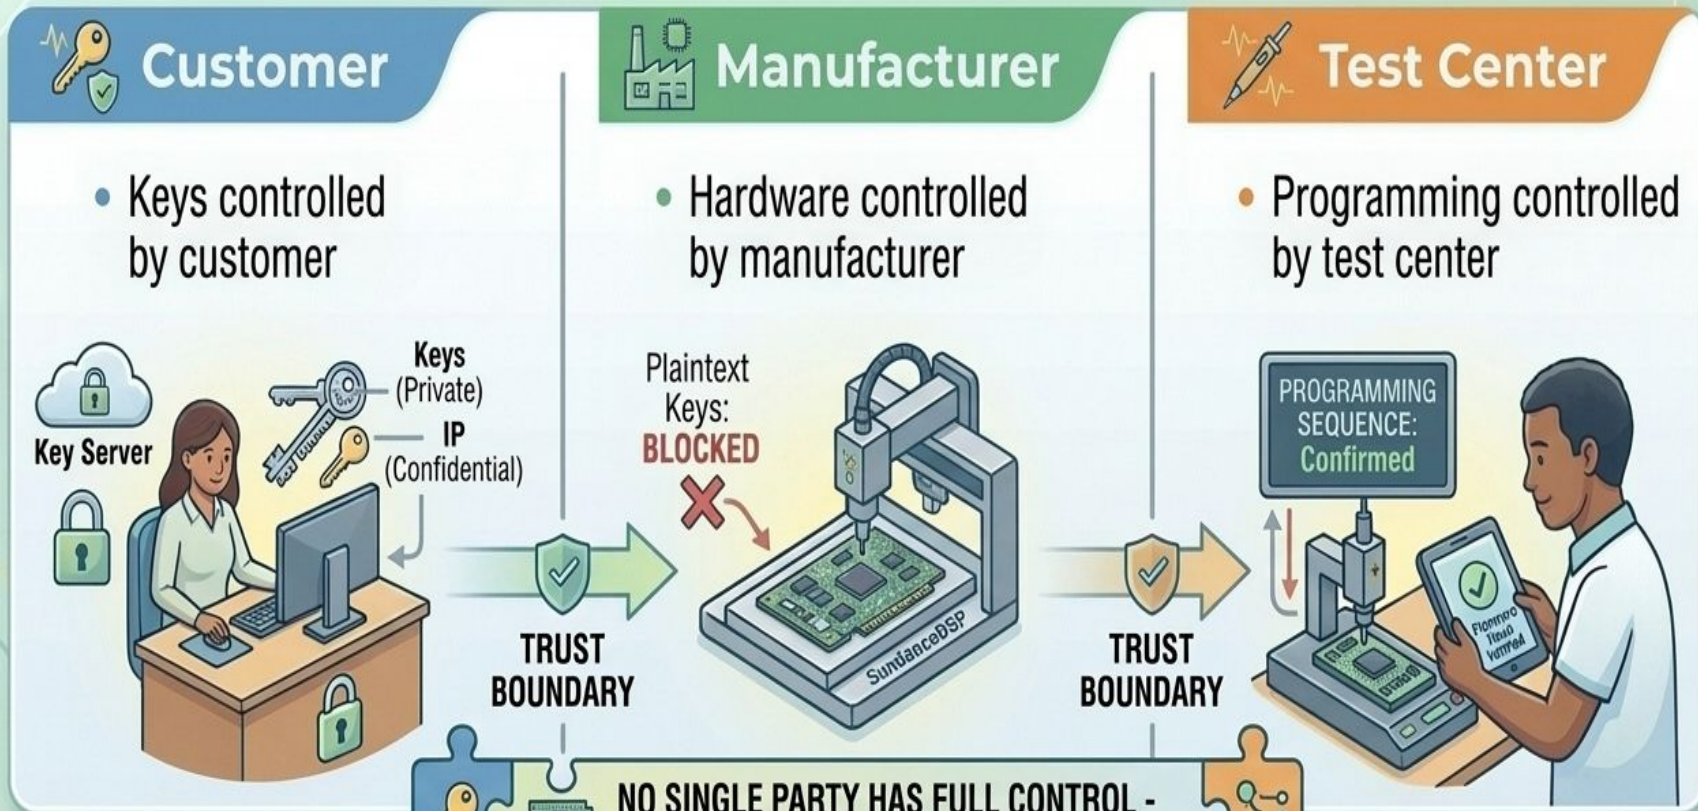 Customer
Manufacturer
Test Center
• Keys controlled
by customer
• Hardware controlled
by manufacturer
• Programming controlled
by test center
Key Server
Keys
(Private)
IP
(Confidential)
TRUST
BOUNDARY
Plaintext
Keys:
BLOCKED
SundanceDSP
TRUST
BOUNDARY
PROGRAMMING
SEQUENCE:
Confirmed
NO SINGLE PARTY HAS FULL CONTROL -